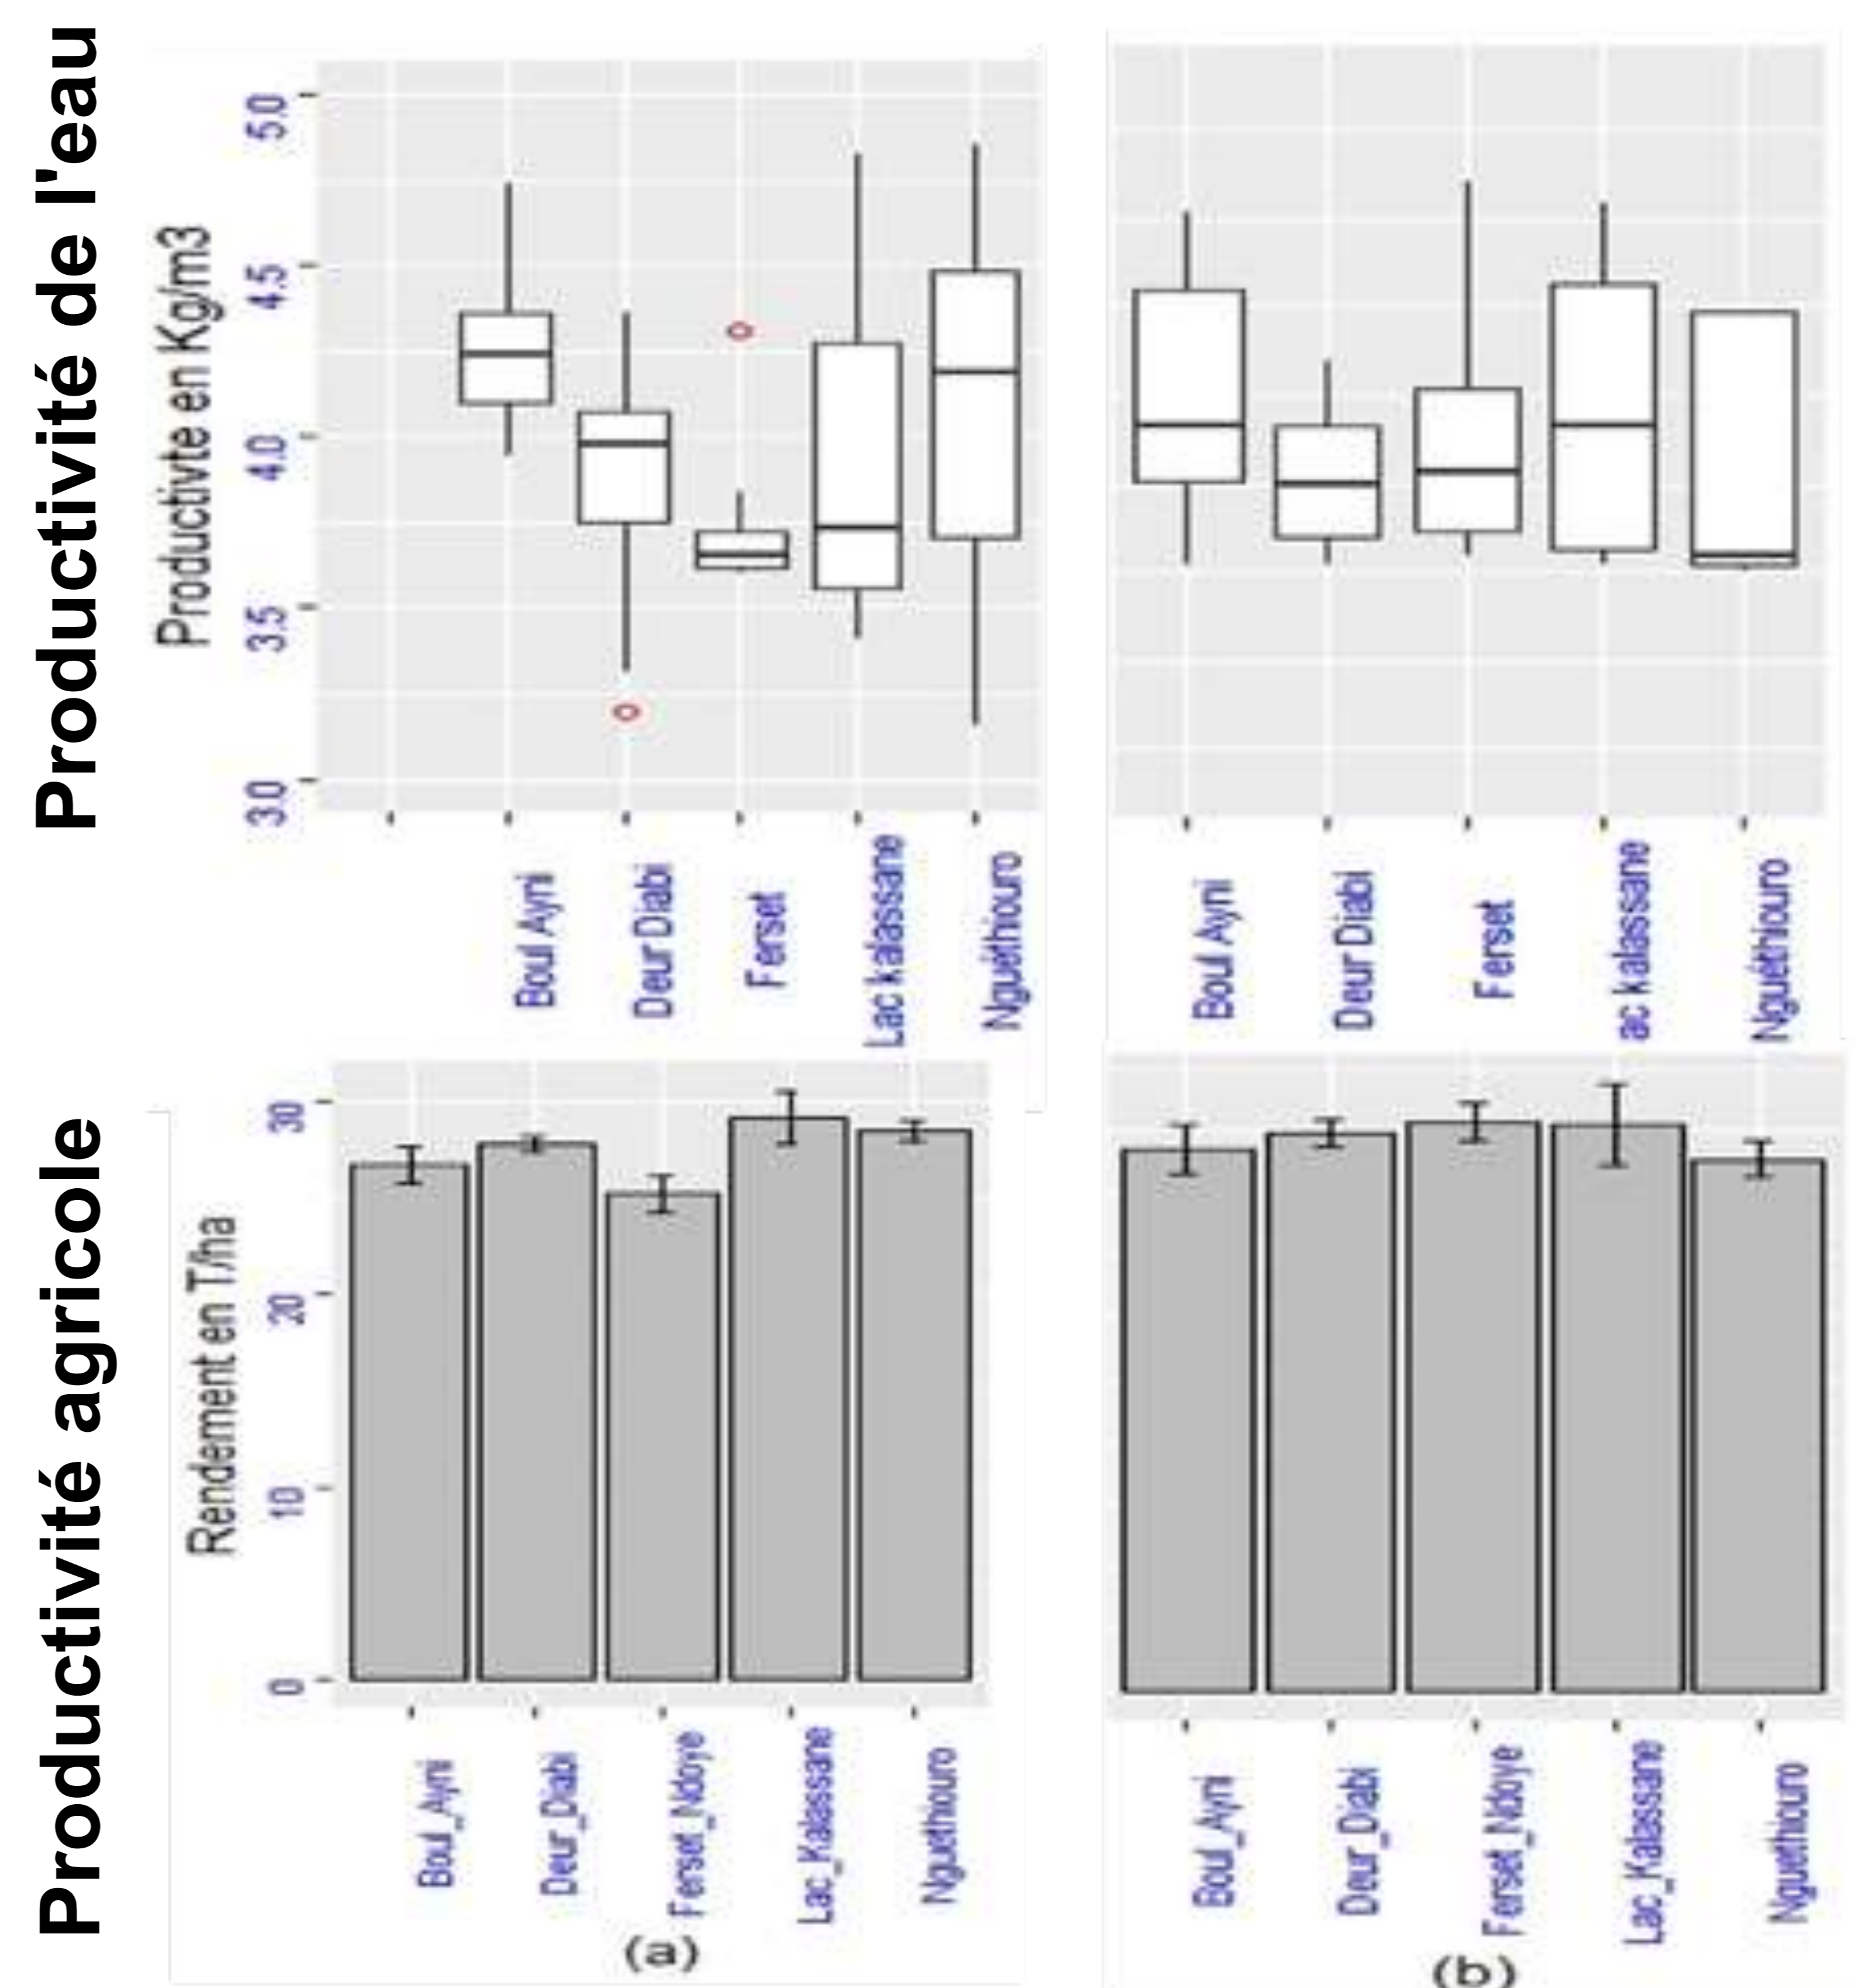 Productivité de l'eau
Productivte en Kg/m3
5.0
4.5
4.0
3.5
3.0
Boul Ayni
Deur Diabi
Ferset
Lac kalassane
Nguéthiouro
Boul Ayni
Deur Diabi
Ferset
ac kalassane
Nguéthiouro
Productivité agricole
Rendement en T/ha
30
20
10
0
Boul_Ayni
Deur_Diabi
Ferset_Ndoye
Lac_Kalassane
Nguethiouro
(a)
Boul_Ayni
Deur_Diabi
Ferset_Ndoye
Lac_Kalassane
Nguethiouro
(b)